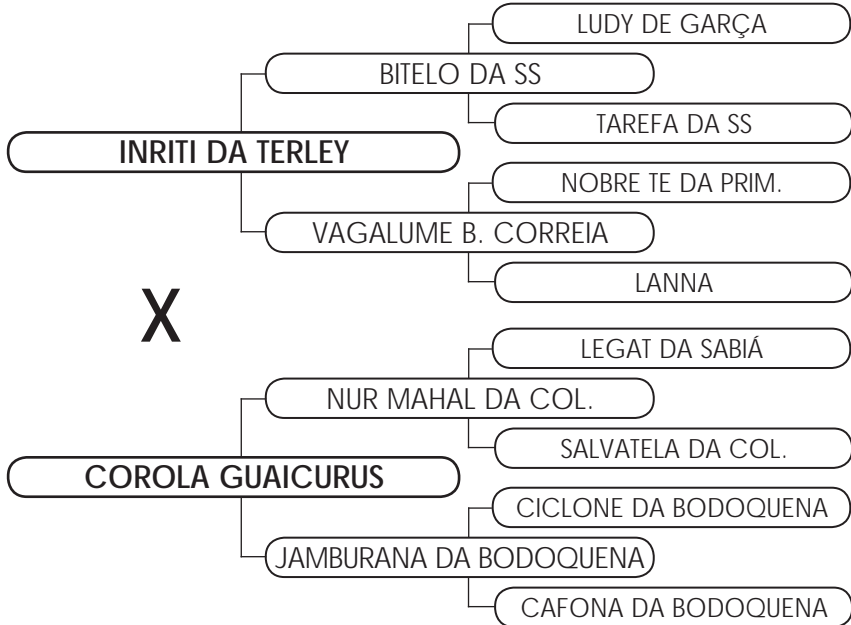 LUDY DE GARÇA
BITELO DA SS
TAREFA DA SS
INRITI DA TERLEY
NOBRE TE DA PRIM.
VAGALUME B. CORREIA
LANNA
X
LEGAT DA SABIÁ
NUR MAHAL DA COL.
SALVATELA DA COL.
COROLA GUAICURUS
CICLONE DA BODOQUENA
JAMBURANA DA BODOQUENA
CAFONA DA BODOQUENA